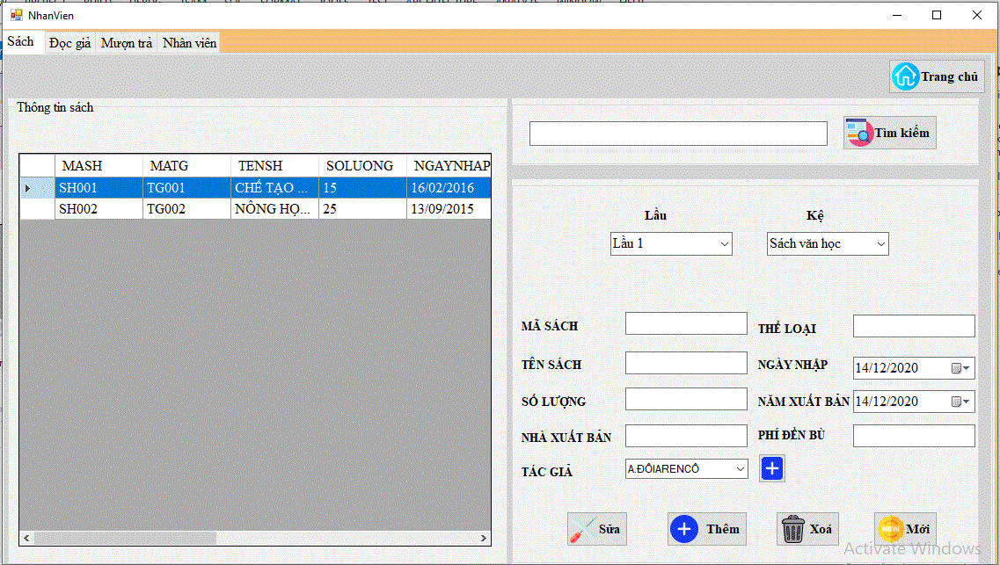 NhanVien
Sách Đọc giả Mượn trả Nhân viên
Trang chủ
Thông tin sách
Tìm kiếm
MASH MATG TENSH SOLUONG NGAYNHAP
SH001 TG001 CHẾ TẠO ... 15 16/02/2016
SH002 TG002 NÔNG HỌ... 25 13/09/2015
Lầu Kệ
Lầu 1 Sách văn học
MÃ SÁCH THỂ LOẠI
TÊN SÁCH NGÀY NHẬP 14/12/2020
SỐ LƯỢNG NĂM XUẤT BẢN 14/12/2020
NHÀ XUẤT BẢN PHÍ ĐỀN BÙ
TÁC GIẢ A.ĐÔIARENCÔ
Sửa Thêm Xoá NEW Mới
Activate Windows